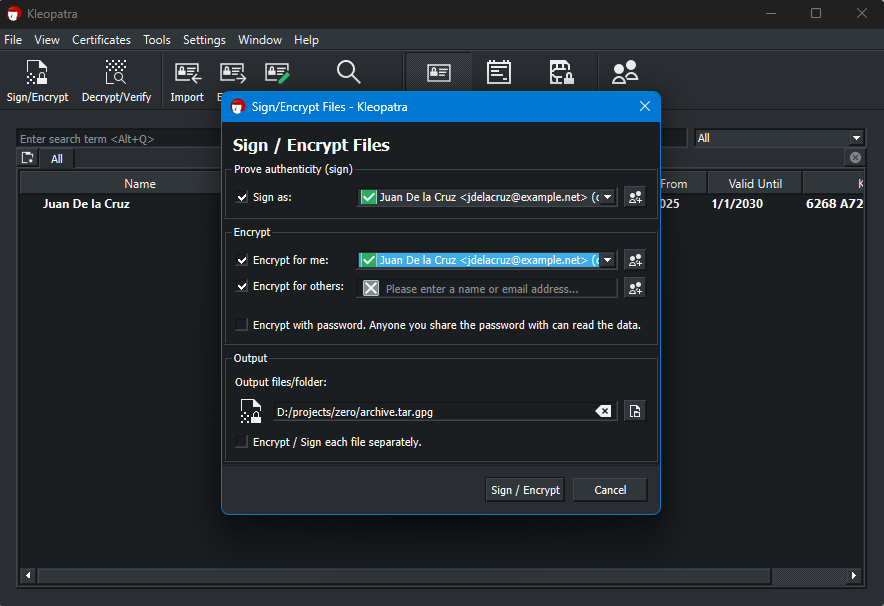 Kleopatra
File View Certificates Tools Settings Window Help
Sign/Encrypt Decrypt/Verify Import
Sign/Encrypt Files - Kleopatra
Enter search term <Alt+Q>
All
All
Name
From Valid Until
Juan De la Cruz
025 1/1/2030 6268 A72
Sign / Encrypt Files
Prove authenticity (sign)
Sign as: Juan De la Cruz <jdelacruz@example.net> (c
Encrypt
Encrypt for me: Juan De la Cruz <jdelacruz@example.net> (c
Encrypt for others: Please enter a name or email address...
Encrypt with password. Anyone you share the password with can read the data.
Output
Output files/folder:
D:/projects/zero/archive.tar.gpg
Encrypt / Sign each file separately.
Sign / Encrypt Cancel